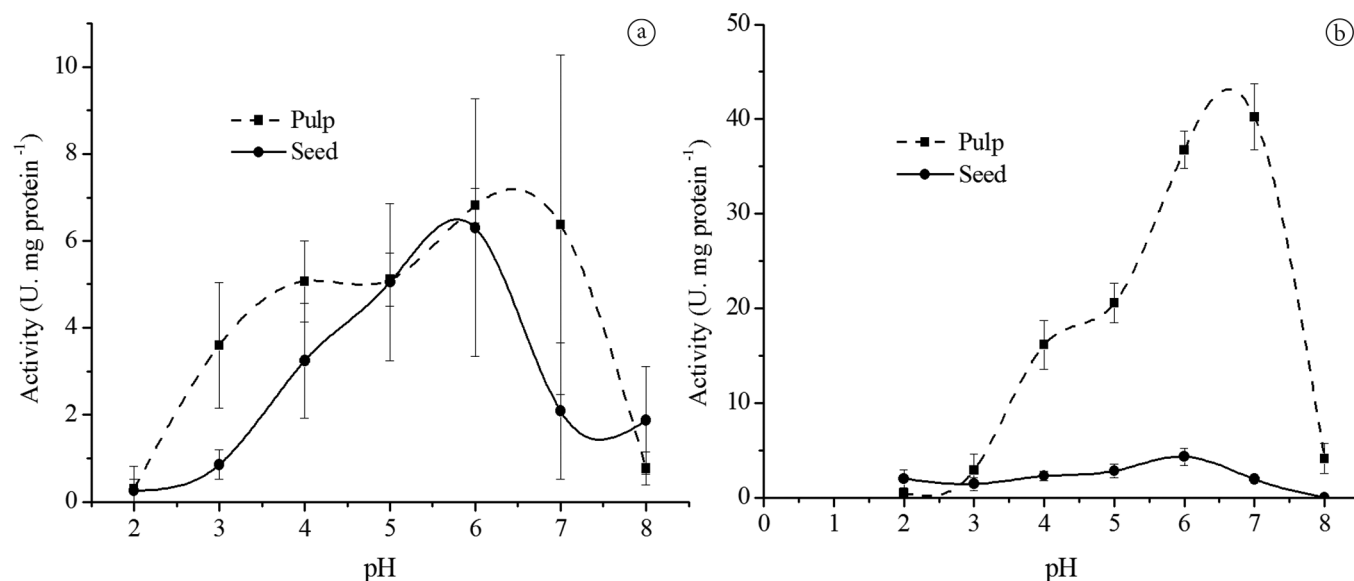 a
Activity (U. mg protein⁻¹)
10
8
6
4
2
0
Pulp
Seed
2 3 4 5 6 7 8
pH
b
Activity (U. mg protein⁻¹)
50
40
30
20
10
0
Pulp
Seed
0 1 2 3 4 5 6 7 8
pH